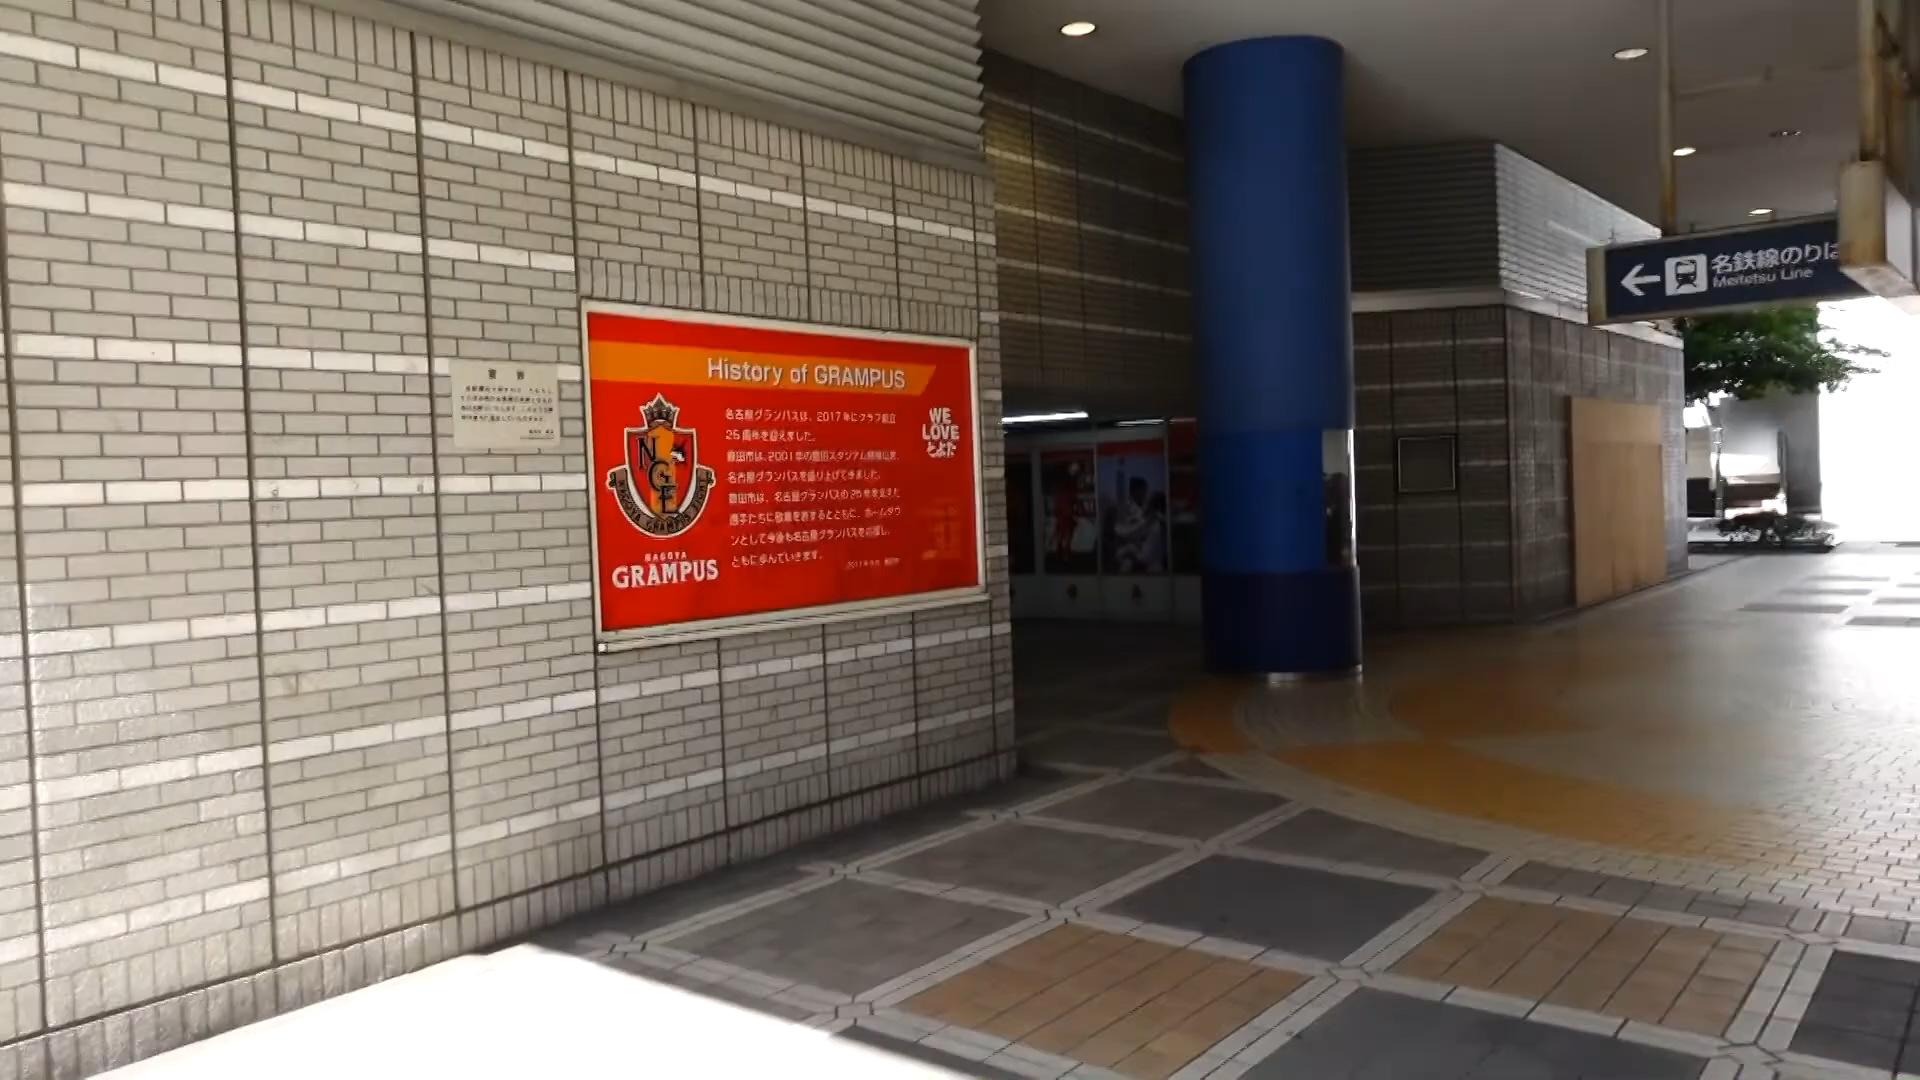 History of GRAMPUS
名古屋グランパスは、2017年にクラブ創立
25周年を迎えました。
豊田市は、2001年の豊田スタアム開場以来、
名古屋グランパスを盛り上げてきました。
豊田市は、名古屋グランパスの25年を支えた
選手たちに敬意を表するとともに、ホームタウ
ンとして今後も名古屋グランパスを応援し、
ともに歩んでいきます。
WE
LOVE
とよた
NGE
NAGOYA
GRAMPUS
名鉄線のりば
Meitetsu Line